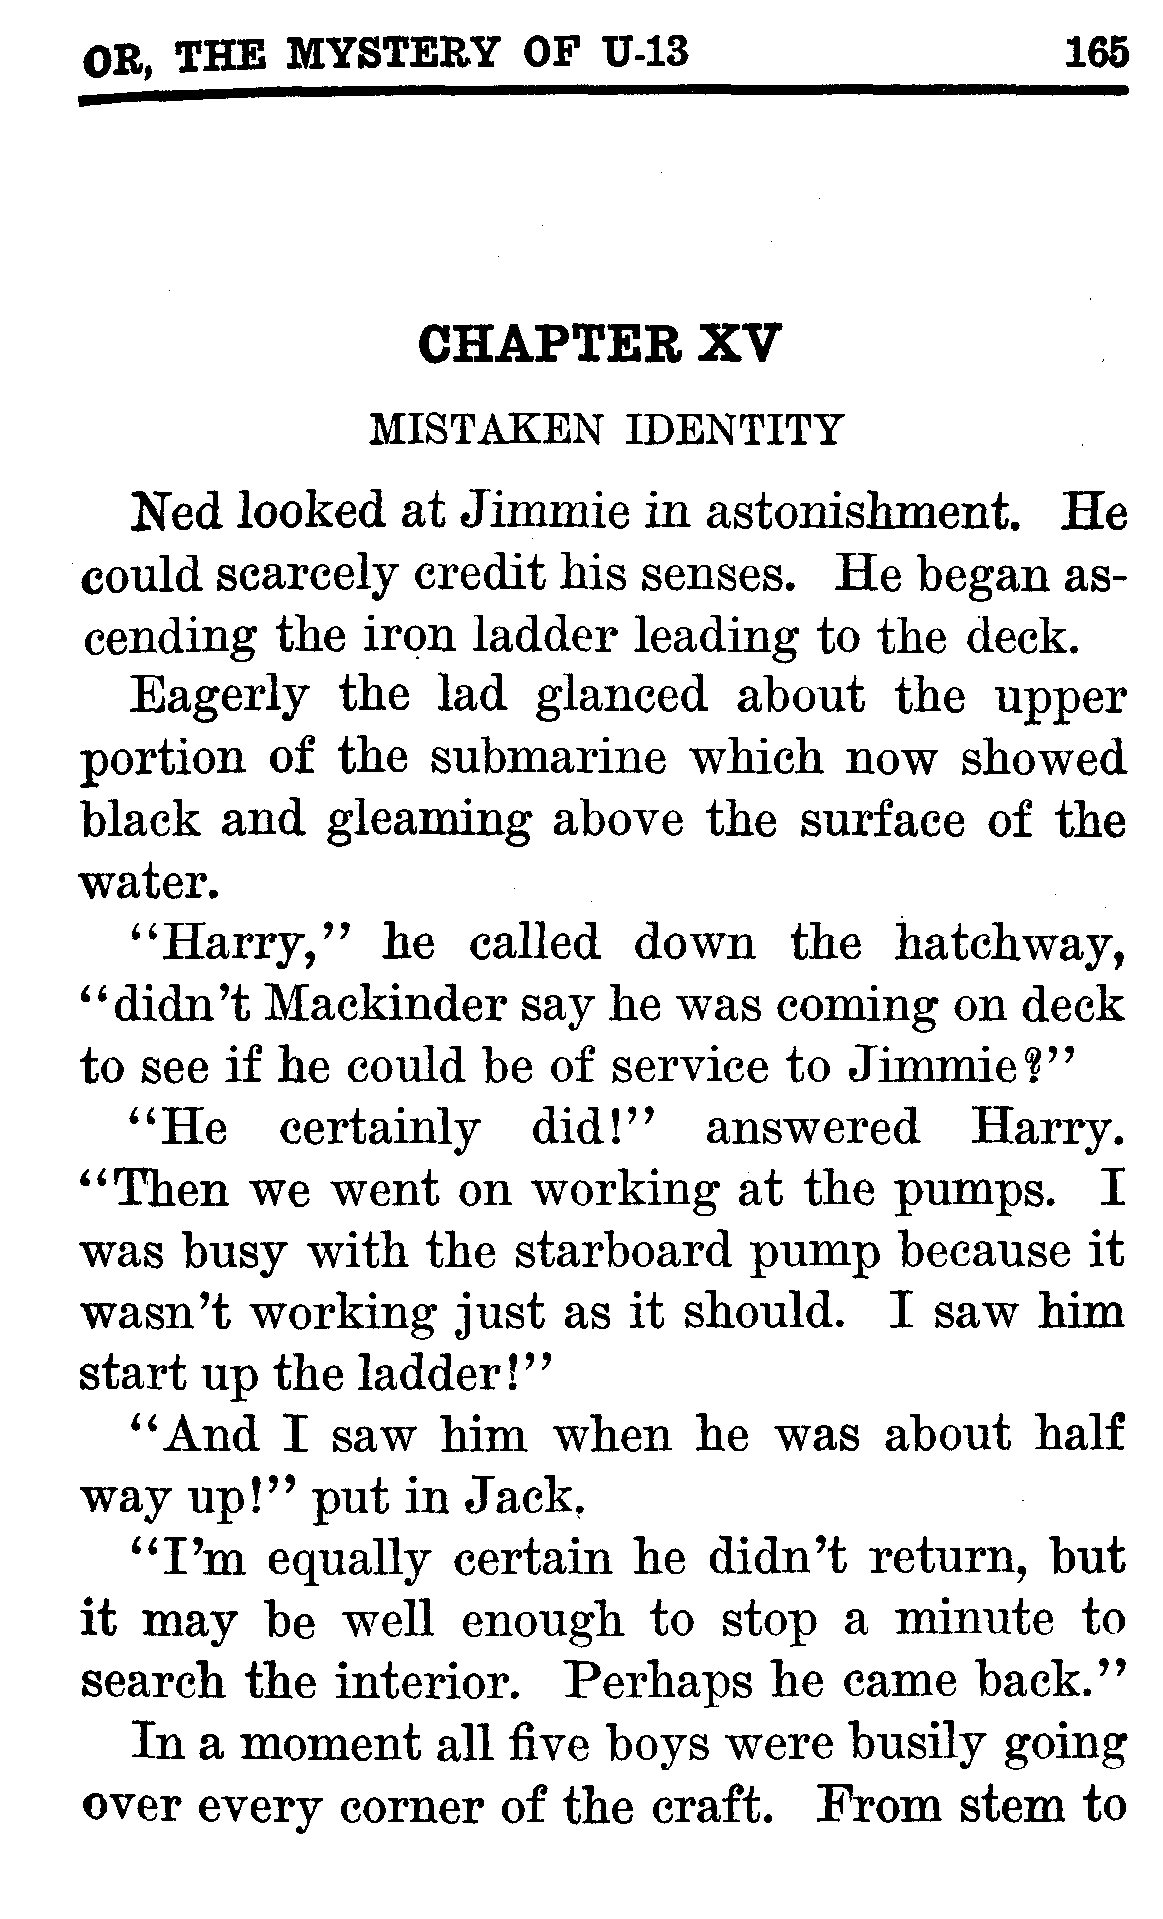 OR, THE MYSTERY OF U-13 165
CHAPTER XV
MISTAKEN IDENTITY
Ned looked at Jimmie in astonishment. He
could scarcely credit his senses. He began as-
cending the iron ladder leading to the deck.
Eagerly the lad glanced about the upper
portion of the submarine which now showed
black and gleaming above the surface of the
water.
“Harry,” he called down the hatchway,
“didn’t Mackinder say he was coming on deck
to see if he could be of service to Jimmie?”
“He certainly did!” answered Harry.
“Then we went on working at the pumps. I
was busy with the starboard pump because it
wasn’t working just as it should. I saw him
start up the ladder!”
“And I saw him when he was about half
way up!” put in Jack.
“I’m equally certain he didn’t return, but
it may be well enough to stop a minute to
search the interior. Perhaps he came back.”
In a moment all five boys were busily going
over every corner of the craft. From stem to